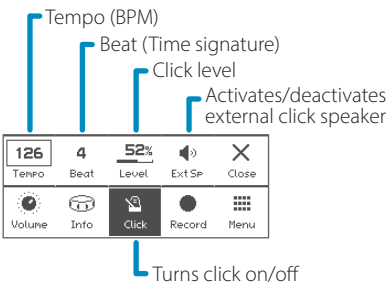 Tempo (BPM)
Beat (Time signature)
Click level
Activates/deactivates
external click speaker
126 4 52% 
Tempo Beat Level Ext SP Close
Volume Info Click Record Menu
Turns click on/off